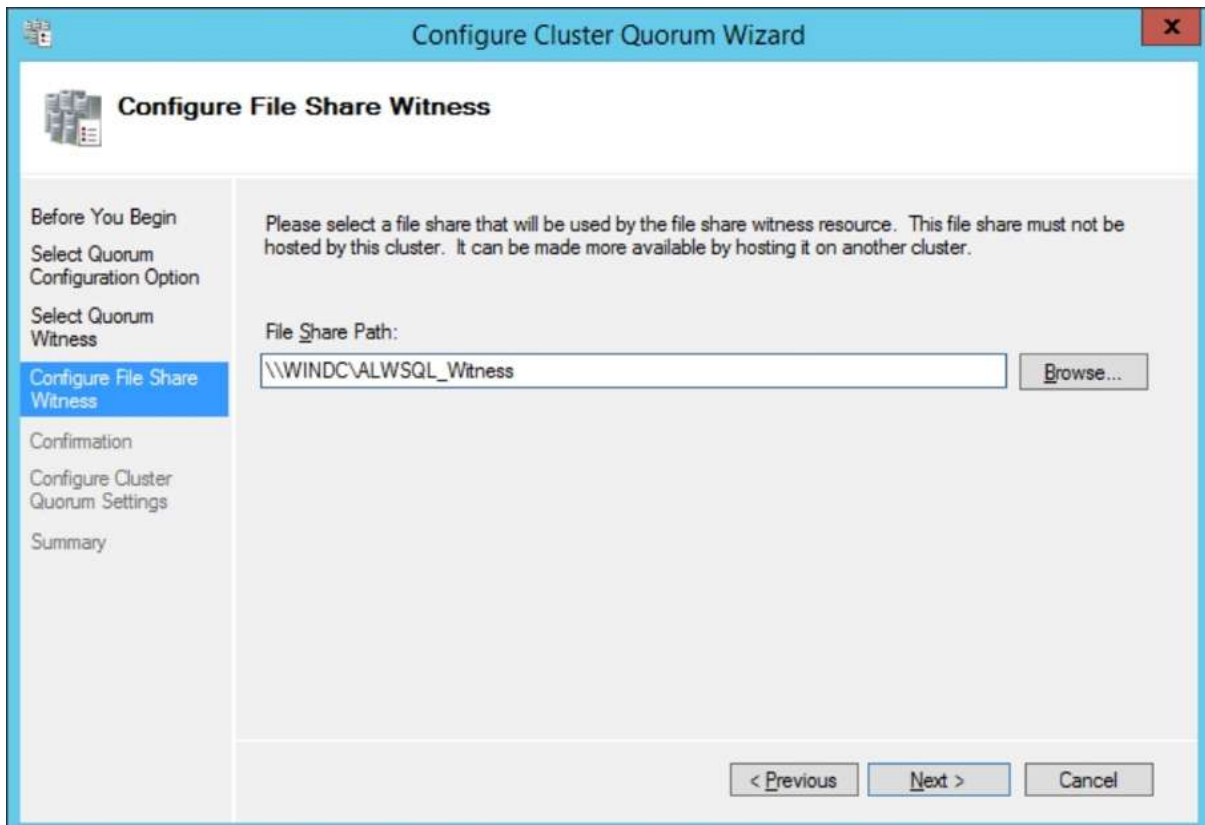 Configure Cluster Quorum Wizard
x
Configure File Share Witness
Before You Begin
Select Quorum
Configuration Option
Select Quorum
Witness
Configure File Share
Witness
Confirmation
Configure Cluster
Quorum Settings
Summary
Please select a file share that will be used by the file share witness resource. This file share must not be
hosted by this cluster. It can be made more available by hosting it on another cluster.
File Share Path:
\\WINDC\ALWSQL_Witness
Browse...
< Previous
Next >
Cancel